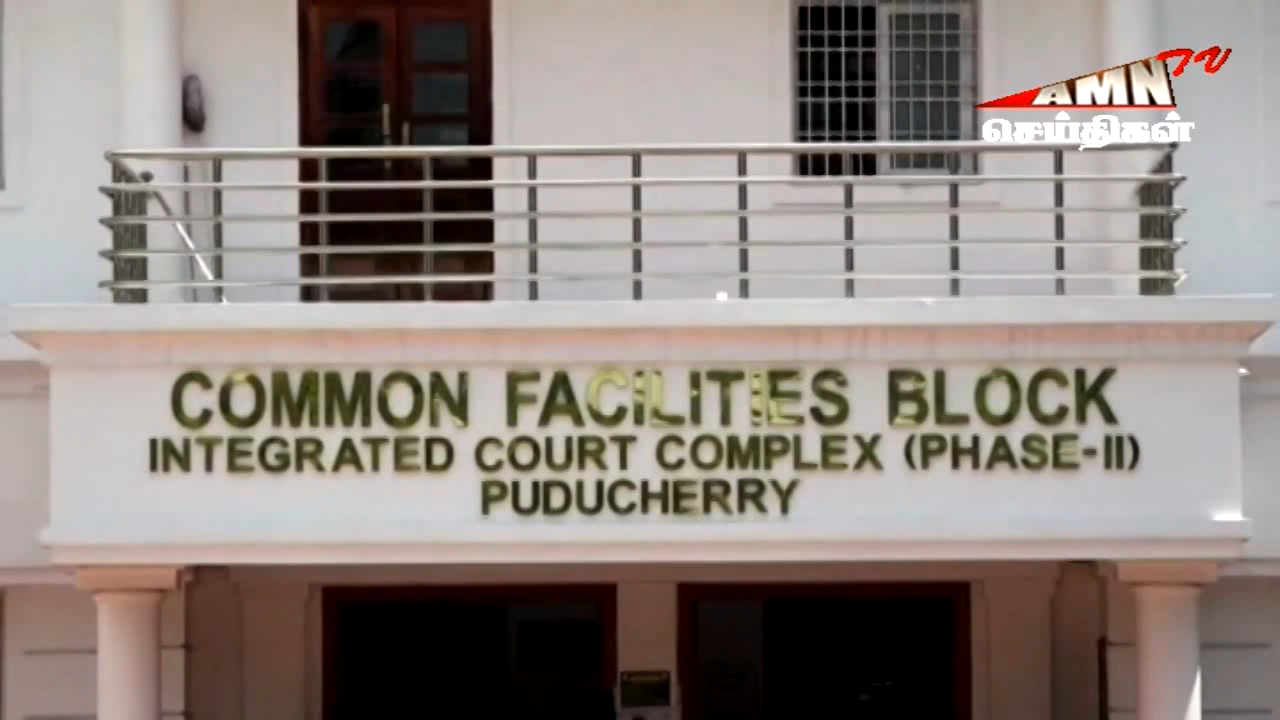 AMN TV
செய்திகள்
COMMON FACILITIES BLOCK
INTEGRATED COURT COMPLEX (PHASE-II)
PUDUCHERRY